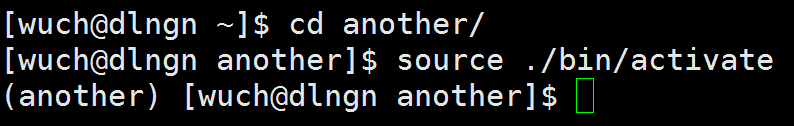 [wuch@dlngn ~]$ cd another/
[wuch@dlngn another]$ source ./bin/activate
(another) [wuch@dlngn another]$